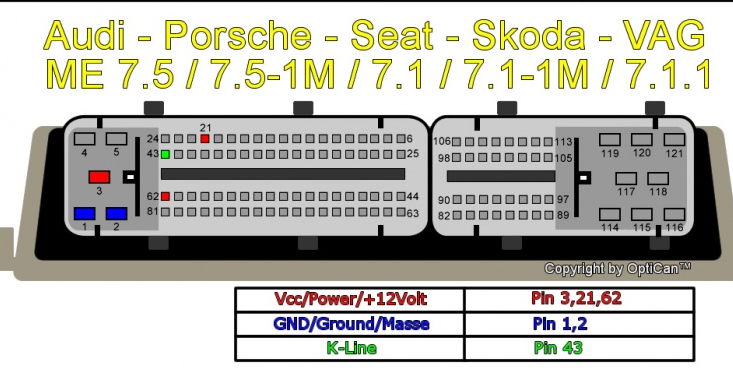 Audi - Porsche - Seat - Skoda - VAG
ME 7.5 / 7.5-1M / 7.1 / 7.1-1M / 7.1.1
21
4 5 24 6 106 113 119 120 121
43 25 98 105
3 117 118
62 44 90 97
81 63 82 89
1 2 114 115 116
Copyright by OptiCan™
Vcc/Power/+12Volt Pin 3,21,62
GND/Ground/Masse Pin 1,2
K-Line Pin 43